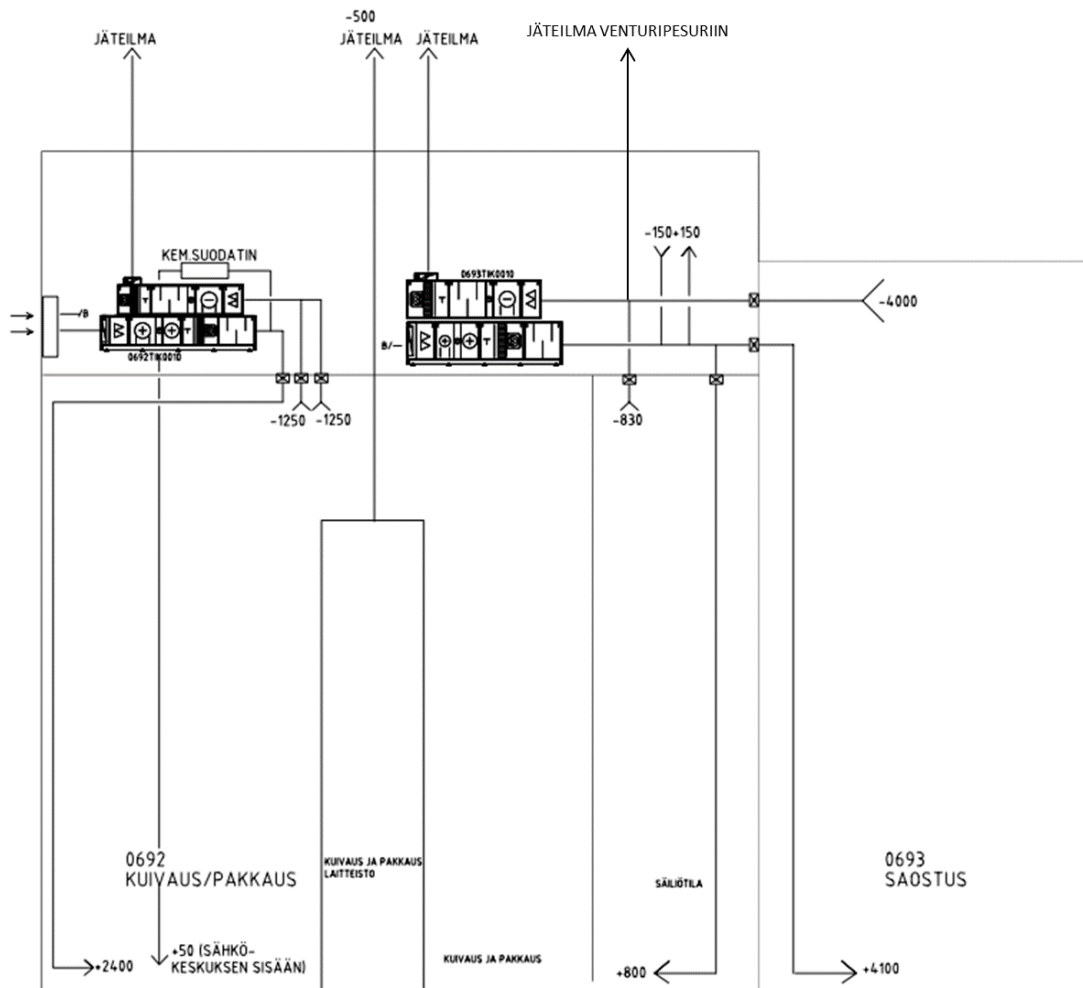 -500
JÄTEILMA
JÄTEILMA
JÄTEILMA
JÄTEILMA VENTURIPESURIIN
-150+150
KEM.SUODATIN
0693TIK0010
-4000
/B
B/
0692TIK0010
-1250
-1250
-830
0692
KUIVAUS/PAKKAUS
KUIVAUS JA PAKKAUS
LAITTEISTO
SÄILIÖTILA
0693
SAOSTUS
+2400
+50 (SÄHKÖ-
KESKUKSEN SISÄÄN)
KUIVAUS JA PAKKAUS
+800
+4100